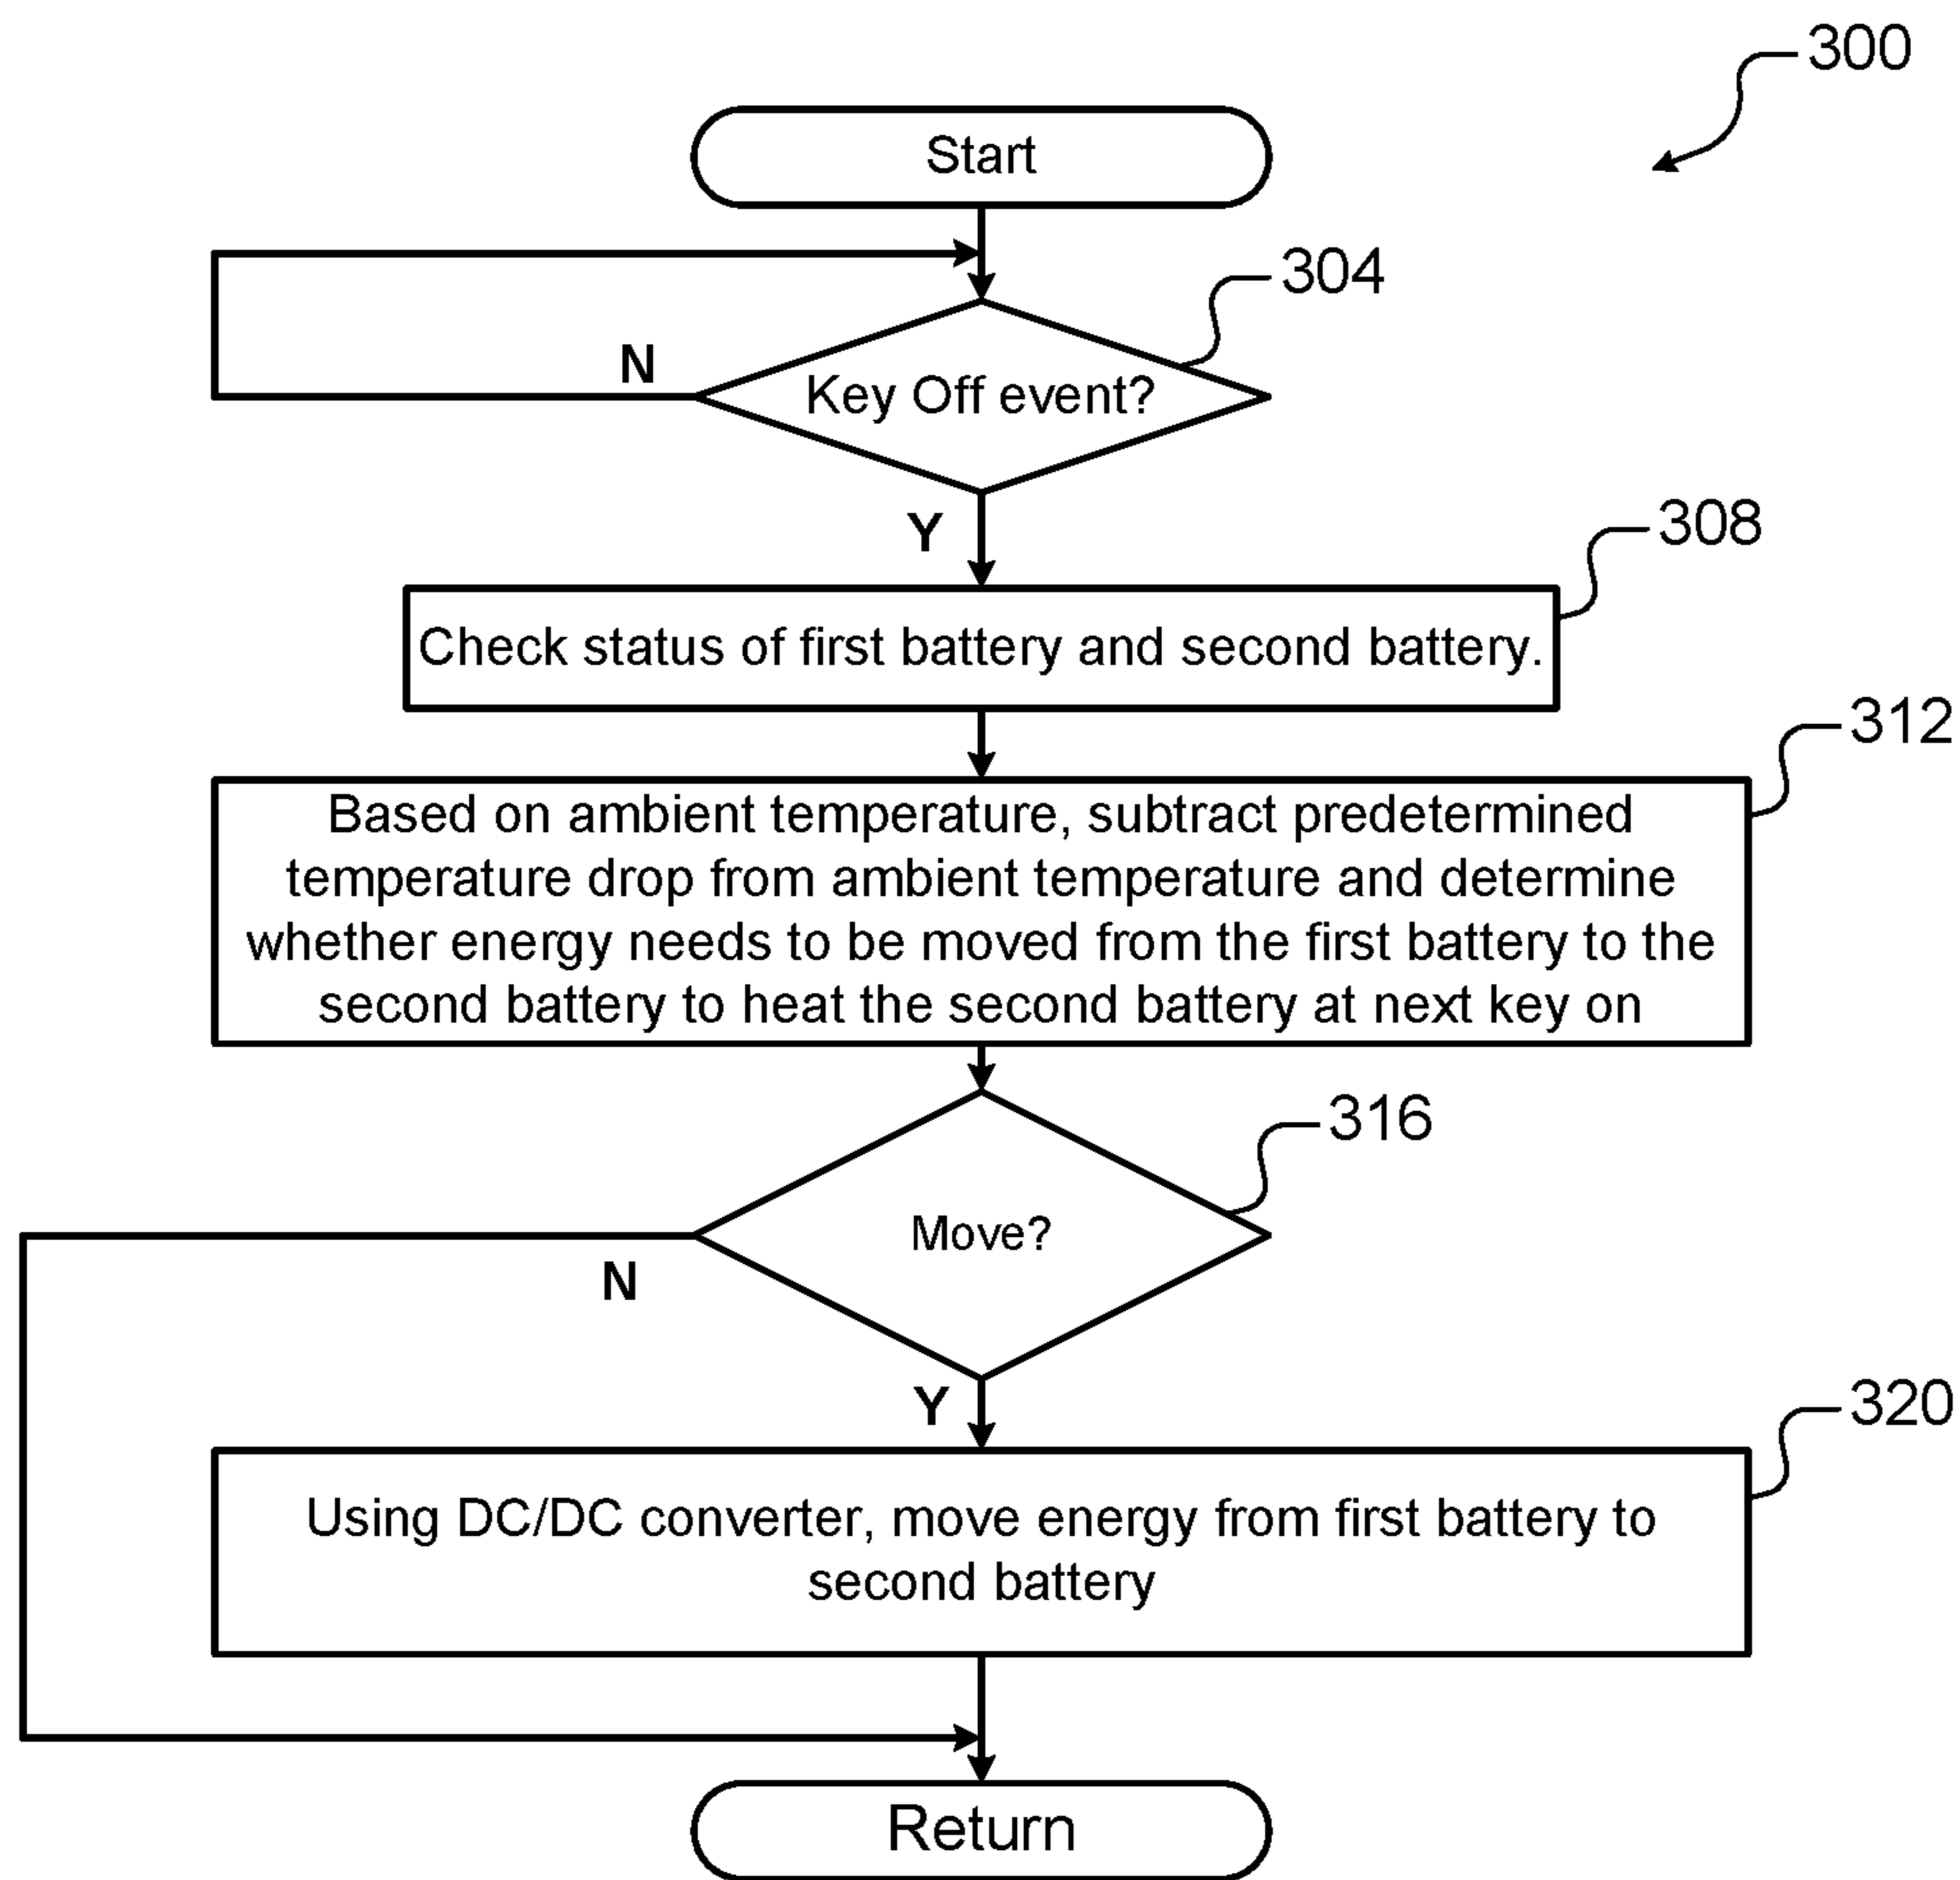 300
Start
304
N
Key Off event?
Y
308
Check status of first battery and second battery.
312
Based on ambient temperature, subtract predetermined
temperature drop from ambient temperature and determine
whether energy needs to be moved from the first battery to the
second battery to heat the second battery at next key on
316
Move?
N
Y
320
Using DC/DC converter, move energy from first battery to
second battery
Return